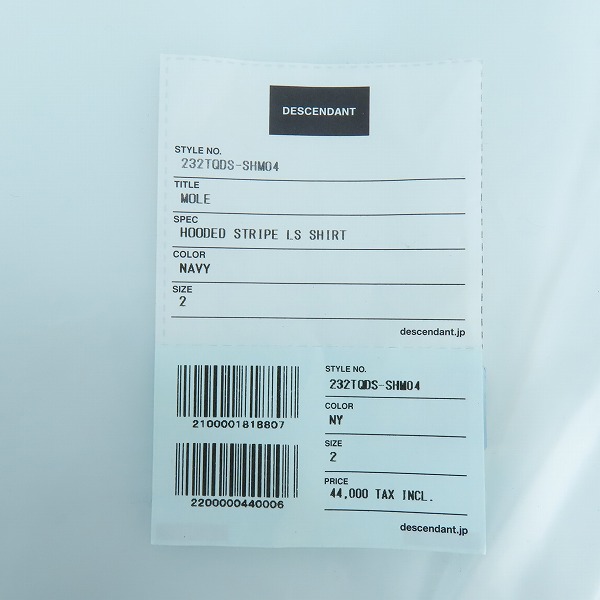 DESCENDANT
STYLE NO.
232TQDS-SHM04
TITLE
MOLE
SPEC
HOODED STRIPE LS SHIRT
COLOR
NAVY
SIZE
2
descendant.jp
2100001818807
2200000440006
STYLE NO.
232TQDS-SHM04
COLOR
NY
SIZE
2
PRICE
44,000 TAX INCL.
descendant.jp